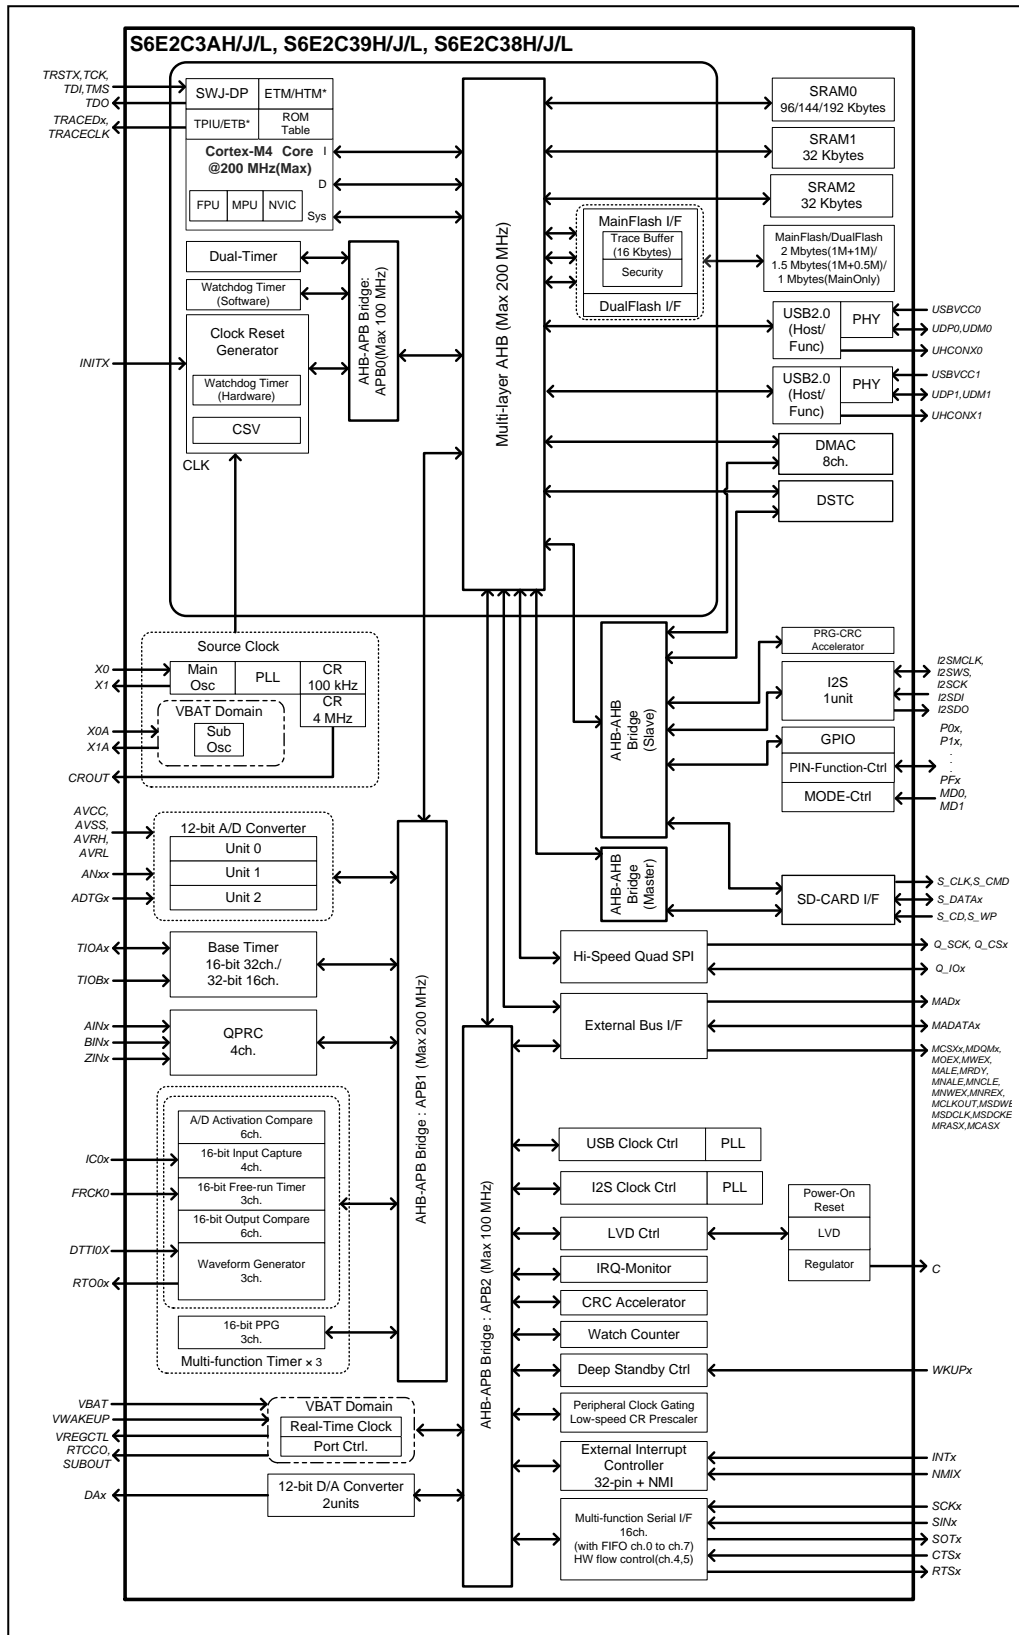 S6E2C3AH/J/L, S6E2C39H/J/L, S6E2C38H/J/L
TRSTX,TCK,
TDI,TMS
TDO
TRACEDx,
TRACECLK
SWJ-DP
ETM/HTM*
TPIU/ETB*
ROM
Table
Cortex-M4 Core
@200 MHz(Max)
I
D
Sys
FPU
MPU
NVIC
Dual-Timer
Watchdog Timer
(Software)
Clock Reset
Generator
Watchdog Timer
(Hardware)
CSV
CLK
INITX
AHB-APB Bridge:
APB0(Max 100 MHz)
Multi-layer AHB (Max 200 MHz)
SRAM0
96/144/192 Kbytes
SRAM1
32 Kbytes
SRAM2
32 Kbytes
MainFlash I/F
Trace Buffer
(16 Kbytes)
Security
DualFlash I/F
MainFlash/DualFlash
2 Mbytes(1M+1M)/
1.5 Mbytes(1M+0.5M)/
1 Mbytes(MainOnly)
USB2.0
(Host/
Func)
PHY
USBVCC0
UDP0,UDM0
UHCONX0
USB2.0
(Host/
Func)
PHY
USBVCC1
UDP1,UDM1
UHCONX1
DMAC
8ch.
DSTC
Source Clock
X0
X1
Main
Osc
PLL
CR
100 kHz
CR
4 MHz
VBAT Domain
Sub
Osc
X0A
X1A
CROUT
AHB-AHB
Bridge
(Slave)
AHB-AHB
Bridge
(Master)
PRG-CRC
Accelerator
I2S
1unit
I2SMCLK,
I2SWS,
I2SCK
I2SDI
I2SDO
GPIO
PIN-Function-Ctrl
MODE-Ctrl
P0x,
P1x,
.
.
.
PFx
MD0,
MD1
SD-CARD I/F
S_CLK,S_CMD
S_DATAx
S_CD,S_WP
AVCC,
AVSS,
AVRH,
AVRL
ANxx
ADTGx
12-bit A/D Converter
Unit 0
Unit 1
Unit 2
TIOAx
TIOBx
Base Timer
16-bit 32ch./
32-bit 16ch.
AINx
BINx
ZINx
QPRC
4ch.
AHB-APB Bridge : APB1 (Max 200 MHz)
AHB-APB Bridge : APB2 (Max 100 MHz)
Hi-Speed Quad SPI
Q_SCK, Q_CSx
Q_IOx
External Bus I/F
MADx
MADATAx
MCSXx,MDQMx,
MOEX,MWEX,
MALE,MRDY,
MNALE,MNCLE,
MNWEX,MNREX,
MCLKOUT,MSDWE
MSDCLK,MSDCKE
MRASX,MCASX
A/D Activation Compare
6ch.
16-bit Input Capture
4ch.
16-bit Free-run Timer
3ch.
16-bit Output Compare
6ch.
Waveform Generator
3ch.
16-bit PPG
3ch.
Multi-function Timer × 3
IC0x
FRCK0
DTTI0X
RTO0x
USB Clock Ctrl
PLL
I2S Clock Ctrl
PLL
LVD Ctrl
IRQ-Monitor
CRC Accelerator
Watch Counter
Deep Standby Ctrl
Peripheral Clock Gating
Low-speed CR Prescaler
Power-On
Reset
LVD
Regulator
C
WKUPx
VBAT
VWAKEUP
VREGCTL
RTCCO,
SUBOUT
VBAT Domain
Real-Time Clock
Port Ctrl.
DAx
12-bit D/A Converter
2units
External Interrupt
Controller
32-pin + NMI
INTx
NMIX
Multi-function Serial I/F
16ch.
(with FIFO ch.0 to ch.7)
HW flow control(ch.4,5)
SCKx
SINx
SOTx
CTSx
RTSx